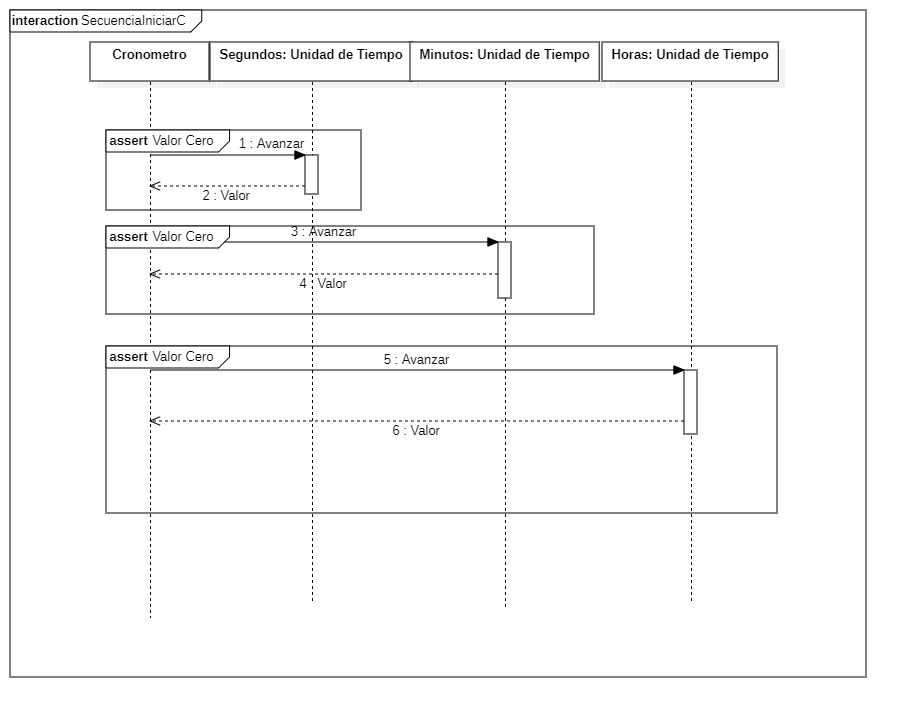 interaction SecuenciaIniciarC
Cronometro
Segundos: Unidad de Tiempo
Minutos: Unidad de Tiempo
Horas: Unidad de Tiempo
assert Valor Cero
1 : Avanzar
2 : Valor
assert Valor Cero
3 : Avanzar
4 : Valor
assert Valor Cero
5 : Avanzar
6 : Valor